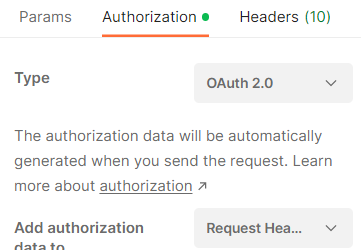 Params Authorization Headers (10)
Type OAuth 2.0
The authorization data will be automatically
generated when you send the request. Learn
more about authorization ↗
Add authorization Request Hea...
data to